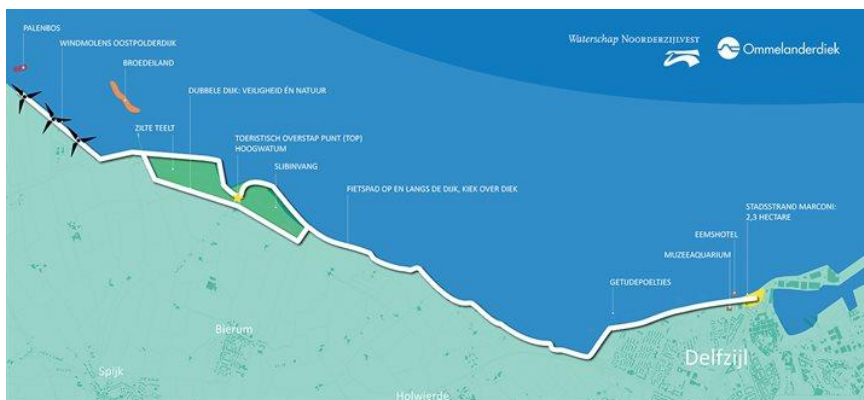 PALENBOS
WINDMOLENS OOSTPOLDERDIJK
BROEDEILAND
Waterschap NOORDERZIJLVEST
Ommelanderdiek
DUBBELE DIJK: VEILIGHEID ÉN NATUUR
ZILTE TEELT
TOERISTISCH OVERSTAP PUNT (TOP)
HOOGWATUM
SLIBINVANG
FIETSPAD OP EN LANGS DE DIJK, KIEK OVER DIEK
STADSSTRAND MARCONI:
2,3 HECTARE
EEMSHOTEL
MUZEEAQUARIUM
GETIJDEPOELTJES
Bierum
Delfzijl
Spijk
Holwierde